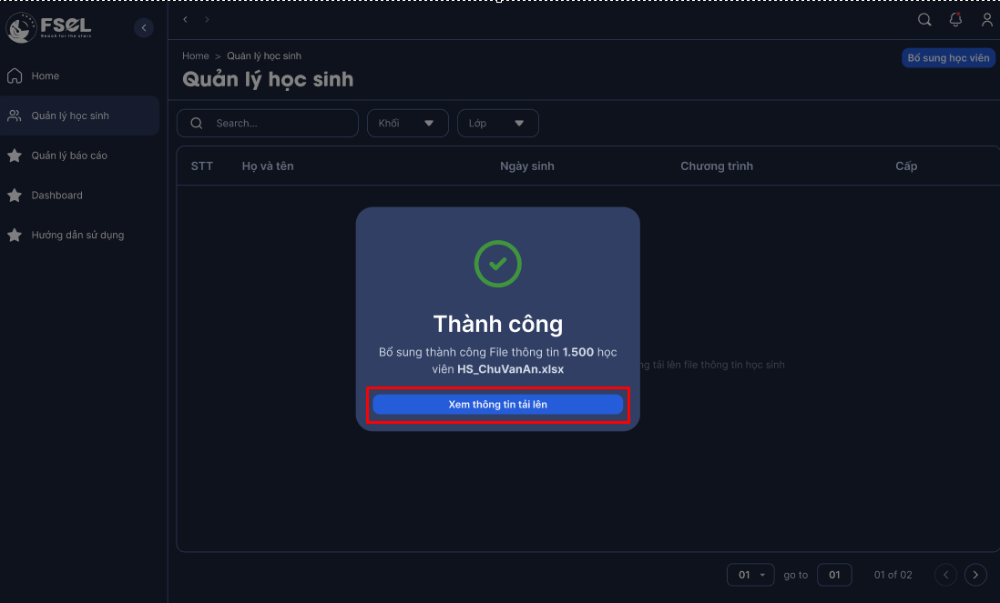 FSEL
Reach for the stars
Home
Quản lý học sinh
Quản lý báo cáo
Dashboard
Hướng dẫn sử dụng
Home > Quản lý học sinh
Bổ sung học viên
Quản lý học sinh
Search...
Khối
Lớp
STT Họ và tên Ngày sinh Chương trình Cấp
Thành công
Bổ sung thành công File thông tin 1.500 học
viên HS_ChuVanAn.xlsx
tải lên file thông tin học sinh
Xem thông tin tải lên
01 go to 01 01 of 02